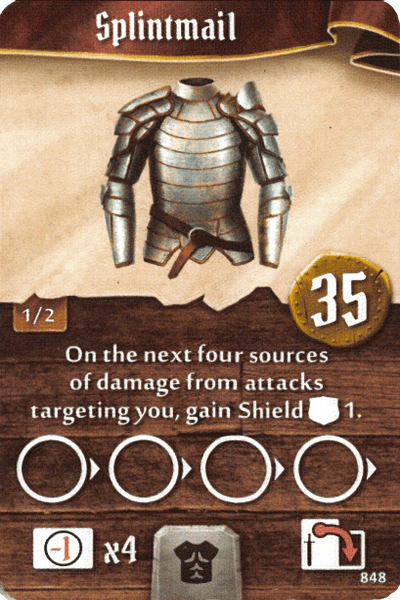 Splintmail
35
1/2
On the next four sources
of damage from attacks
targeting you, gain Shield 1.
-1 x4
848